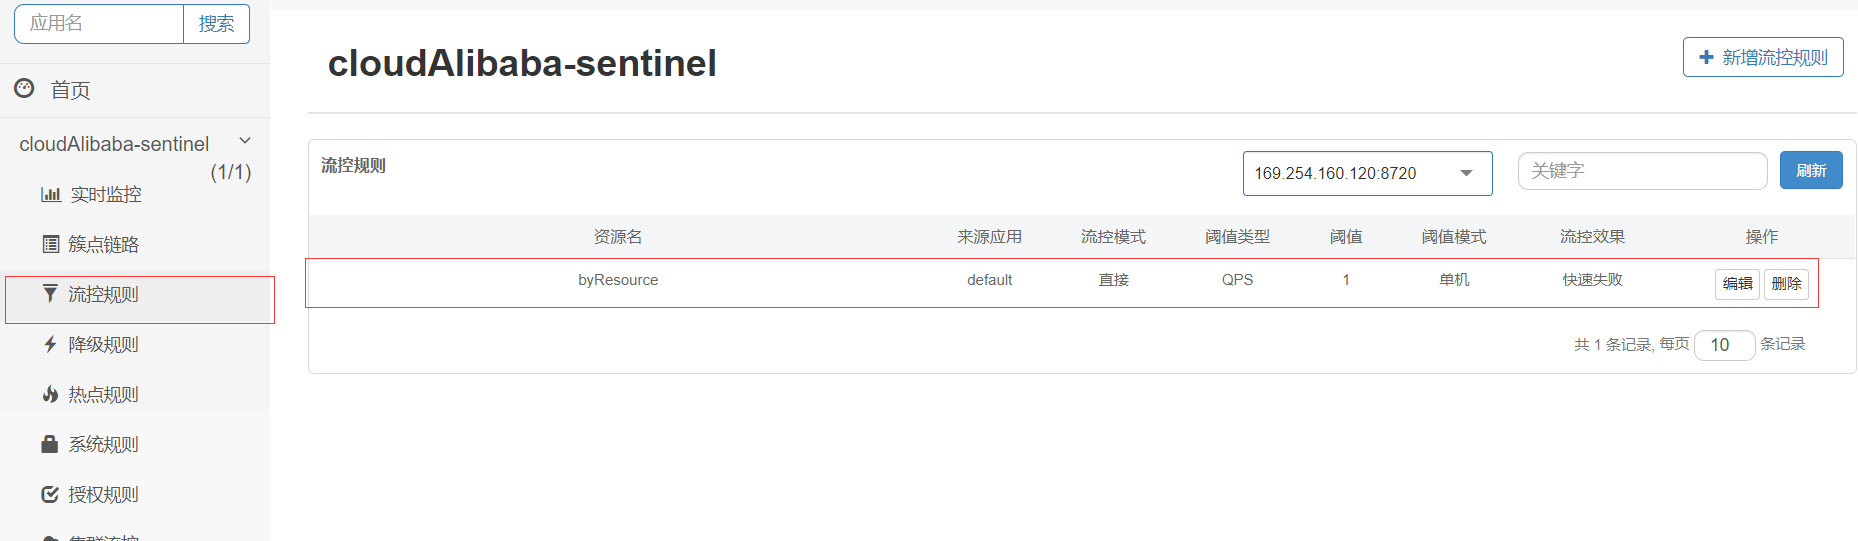 应用名 搜索
首页
cloudAlibaba-sentinel
(1/1)
实时监控
簇点链路
流控规则
降级规则
热点规则
系统规则
授权规则
集群流控
cloudAlibaba-sentinel
新增流控规则
流控规则 169.254.160.120:8720 关键字 刷新
资源名 来源应用 流控模式 阈值类型 阈值 阈值模式 流控效果 操作
byResource default 直接 QPS 1 单机 快速失败 编辑 删除
共 1 条记录, 每页 10 条记录